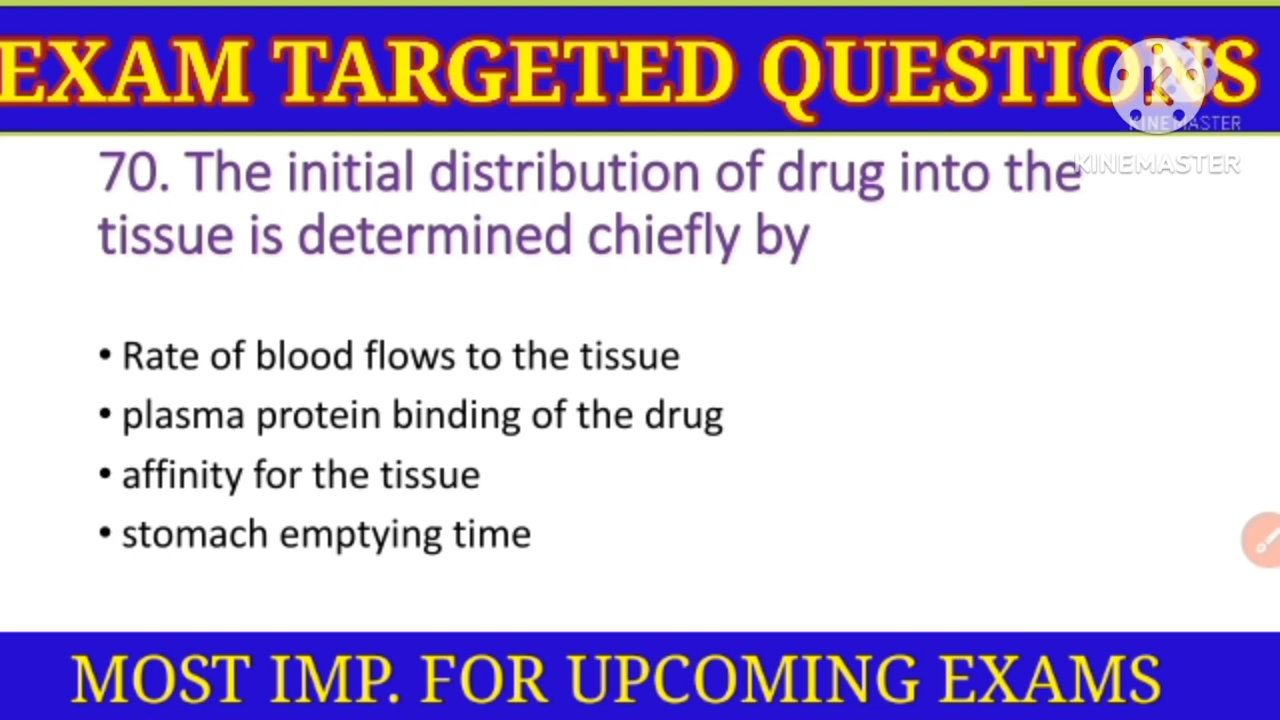 EXAM TARGETED QUESTIONS
K
KINEMASTER
KINEMASTER
70. The initial distribution of drug into the
tissue is determined chiefly by
• Rate of blood flows to the tissue
• plasma protein binding of the drug
• affinity for the tissue
• stomach emptying time
MOST IMP. FOR UPCOMING EXAMS